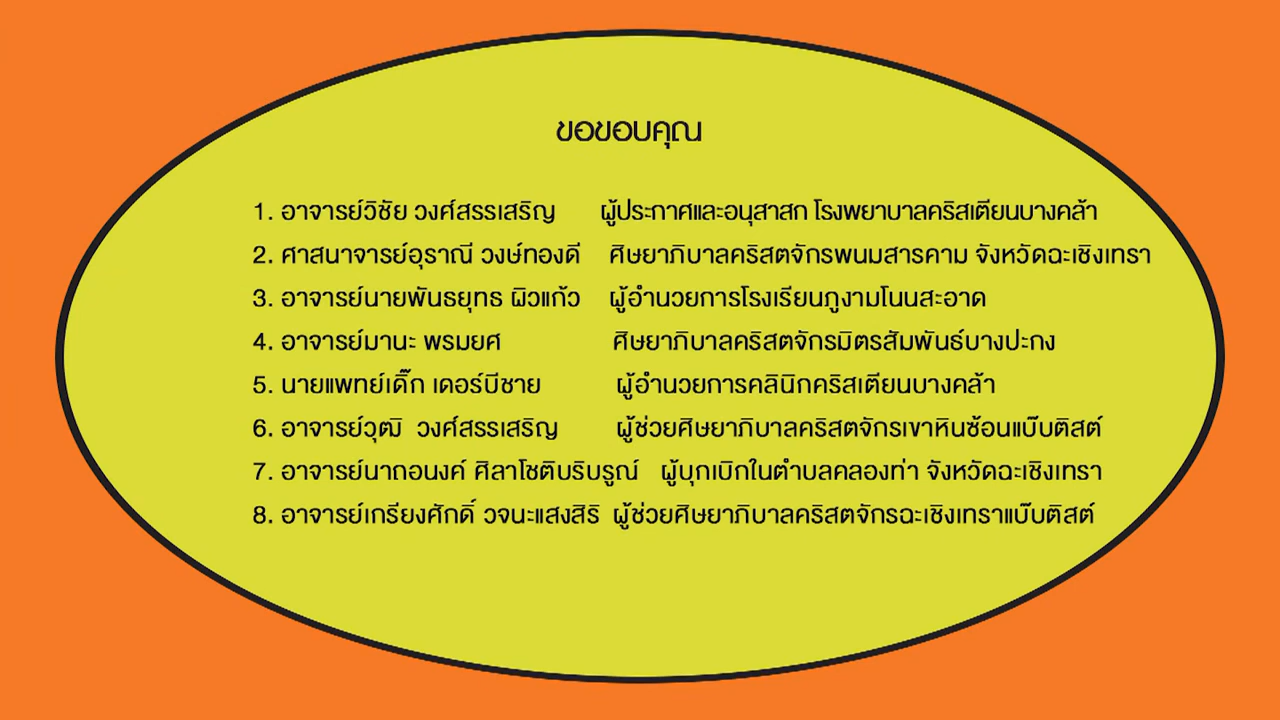 ขอขอบคุณ
1. อาจารย์วิชัย วงศ์สรรเสริญ ผู้ประกาศและอนุสาสก โรงพยาบาลคริสเตียนบางคล้า
2. ศาสนาจารย์อุราณี วงษ์ทองดี ศิษยาภิบาลคริสตจักรพนมสารคาม จังหวัดฉะเชิงเทรา
3. อาจารย์นายพันธยุทธ ผิวแก้ว ผู้อำนวยการโรงเรียนภูงามโนนสะอาด
4. อาจารย์มานะ พรมยศ ศิษยาภิบาลคริสตจักรมิตรสัมพันธ์บางปะกง
5. นายแพทย์เดิ๊ก เดอร์บีชาย ผู้อำนวยการคลินิกคริสเตียนบางคล้า
6. อาจารย์วุฒิ วงศ์สรรเสริญ ผู้ช่วยศิษยาภิบาลคริสตจักรเขาหินซ้อนแบ๊บติสต์
7. อาจารย์นาถอนงค์ ศิลาโชติบริบรูณ์ ผู้บุกเบิกในตำบลคลองท่า จังหวัดฉะเชิงเทรา
8. อาจารย์เกรียงศักดิ์ วจนะแสงสิริ ผู้ช่วยศิษยาภิบาลคริสตจักรฉะเชิงเทราแบ๊บติสต์